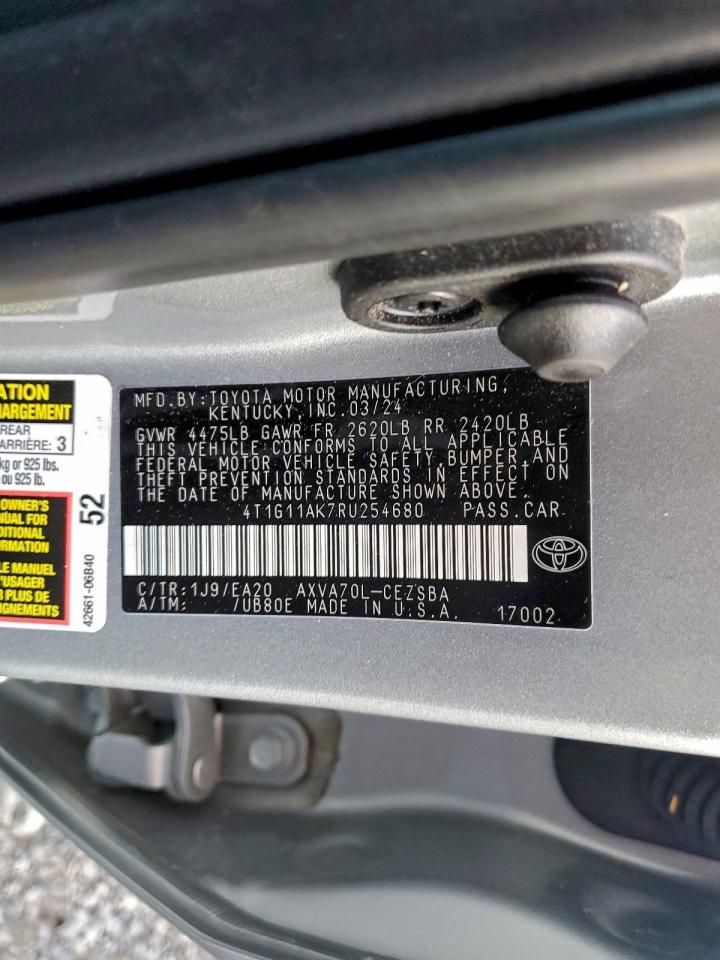 ATION
HARGEMENT
REAR
ARRIÈRE: 3
kg or 925 lbs.
ou 925 lb.
OWNER'S
NUAL FOR
DITIONAL
ORMATION
LE MANUEL
'USAGER
R PLUS DE
NEMENTS
52
42661-06B40
MFD.BY:TOYOTA MOTOR MANUFACTURING,
KENTUCKY,INC.03/24
GVWR 4475LB GAWR FR 2620LB RR 2420LB
THIS VEHICLE CONFORMS TO ALL APPLICABLE
FEDERAL MOTOR VEHICLE SAFETY,BUMPER,AND
THEFT PREVENTION STANDARDS IN EFFECT ON
THE DATE OF MANUFACTURE SHOWN ABOVE.
4T1G11AK7RU254680 PASS.CAR
C/TR:1J9/EA20 AXVA70L-CEZSBA
A/TM: /UB80E MADE IN U.S.A. 17002